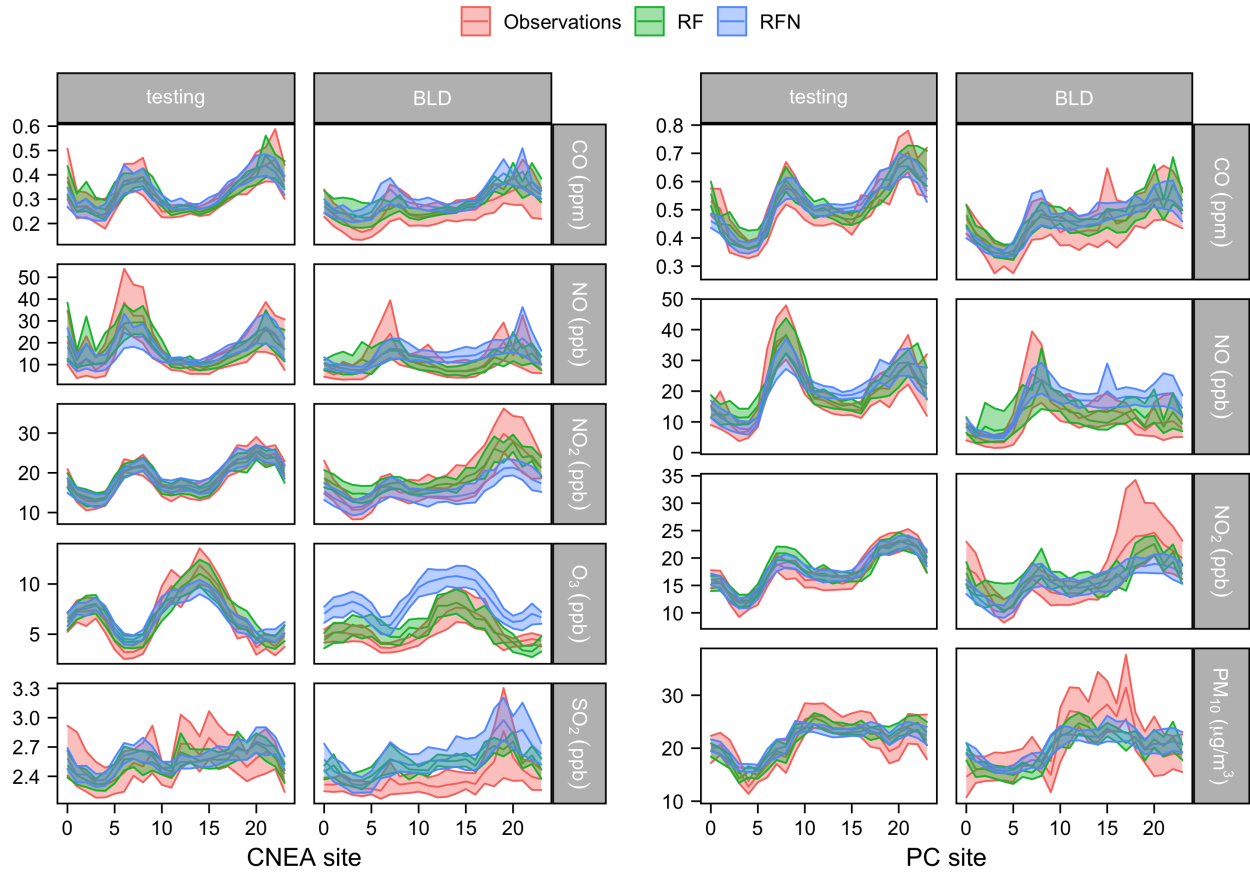 Observations RF RFN
testing BLD
0.6
0.5
0.4
0.3
0.2
CO (ppm)
50
40
30
20
10
NO (ppb)
30
20
10
NO₂ (ppb)
10
5
O₃ (ppb)
3.3
3.0
2.7
2.4
SO₂ (ppb)
0 5 10 15 20 0 5 10 15 20
CNEA site
testing BLD
0.8
0.7
0.6
0.5
0.4
0.3
CO (ppm)
50
40
30
20
10
0
NO (ppb)
35
30
25
20
15
10
NO₂ (ppb)
30
20
10
PM₁₀ (μg/m³)
0 5 10 15 20 0 5 10 15 20
PC site